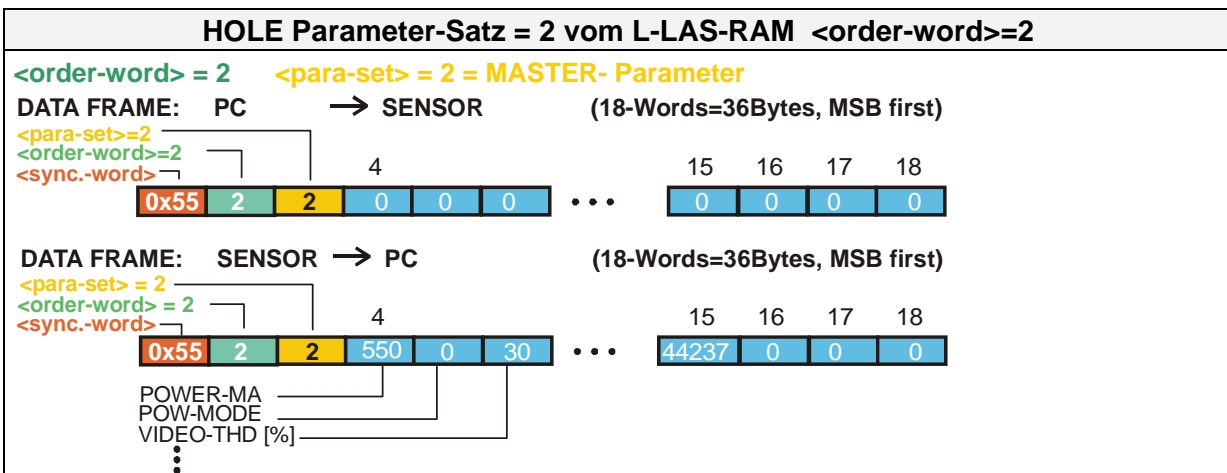 HOLE Parameter-Satz = 2 vom L-LAS-RAM <order-word>=2
<order-word> = 2 <para-set> = 2 = MASTER- Parameter
DATA FRAME: PC → SENSOR (18-Words=36Bytes, MSB first)
<para-set>=2
<order-word>=2
<sync.-word>
4 15 16 17 18
0x55 2 2 0 0 0 • • • 0 0 0 0
DATA FRAME: SENSOR → PC (18-Words=36Bytes, MSB first)
<para-set> = 2
<order-word> = 2
<sync.-word>
4 15 16 17 18
0x55 2 2 550 0 30 • • • 44237 0 0 0
POWER-MA
POW-MODE
VIDEO-THD [%]